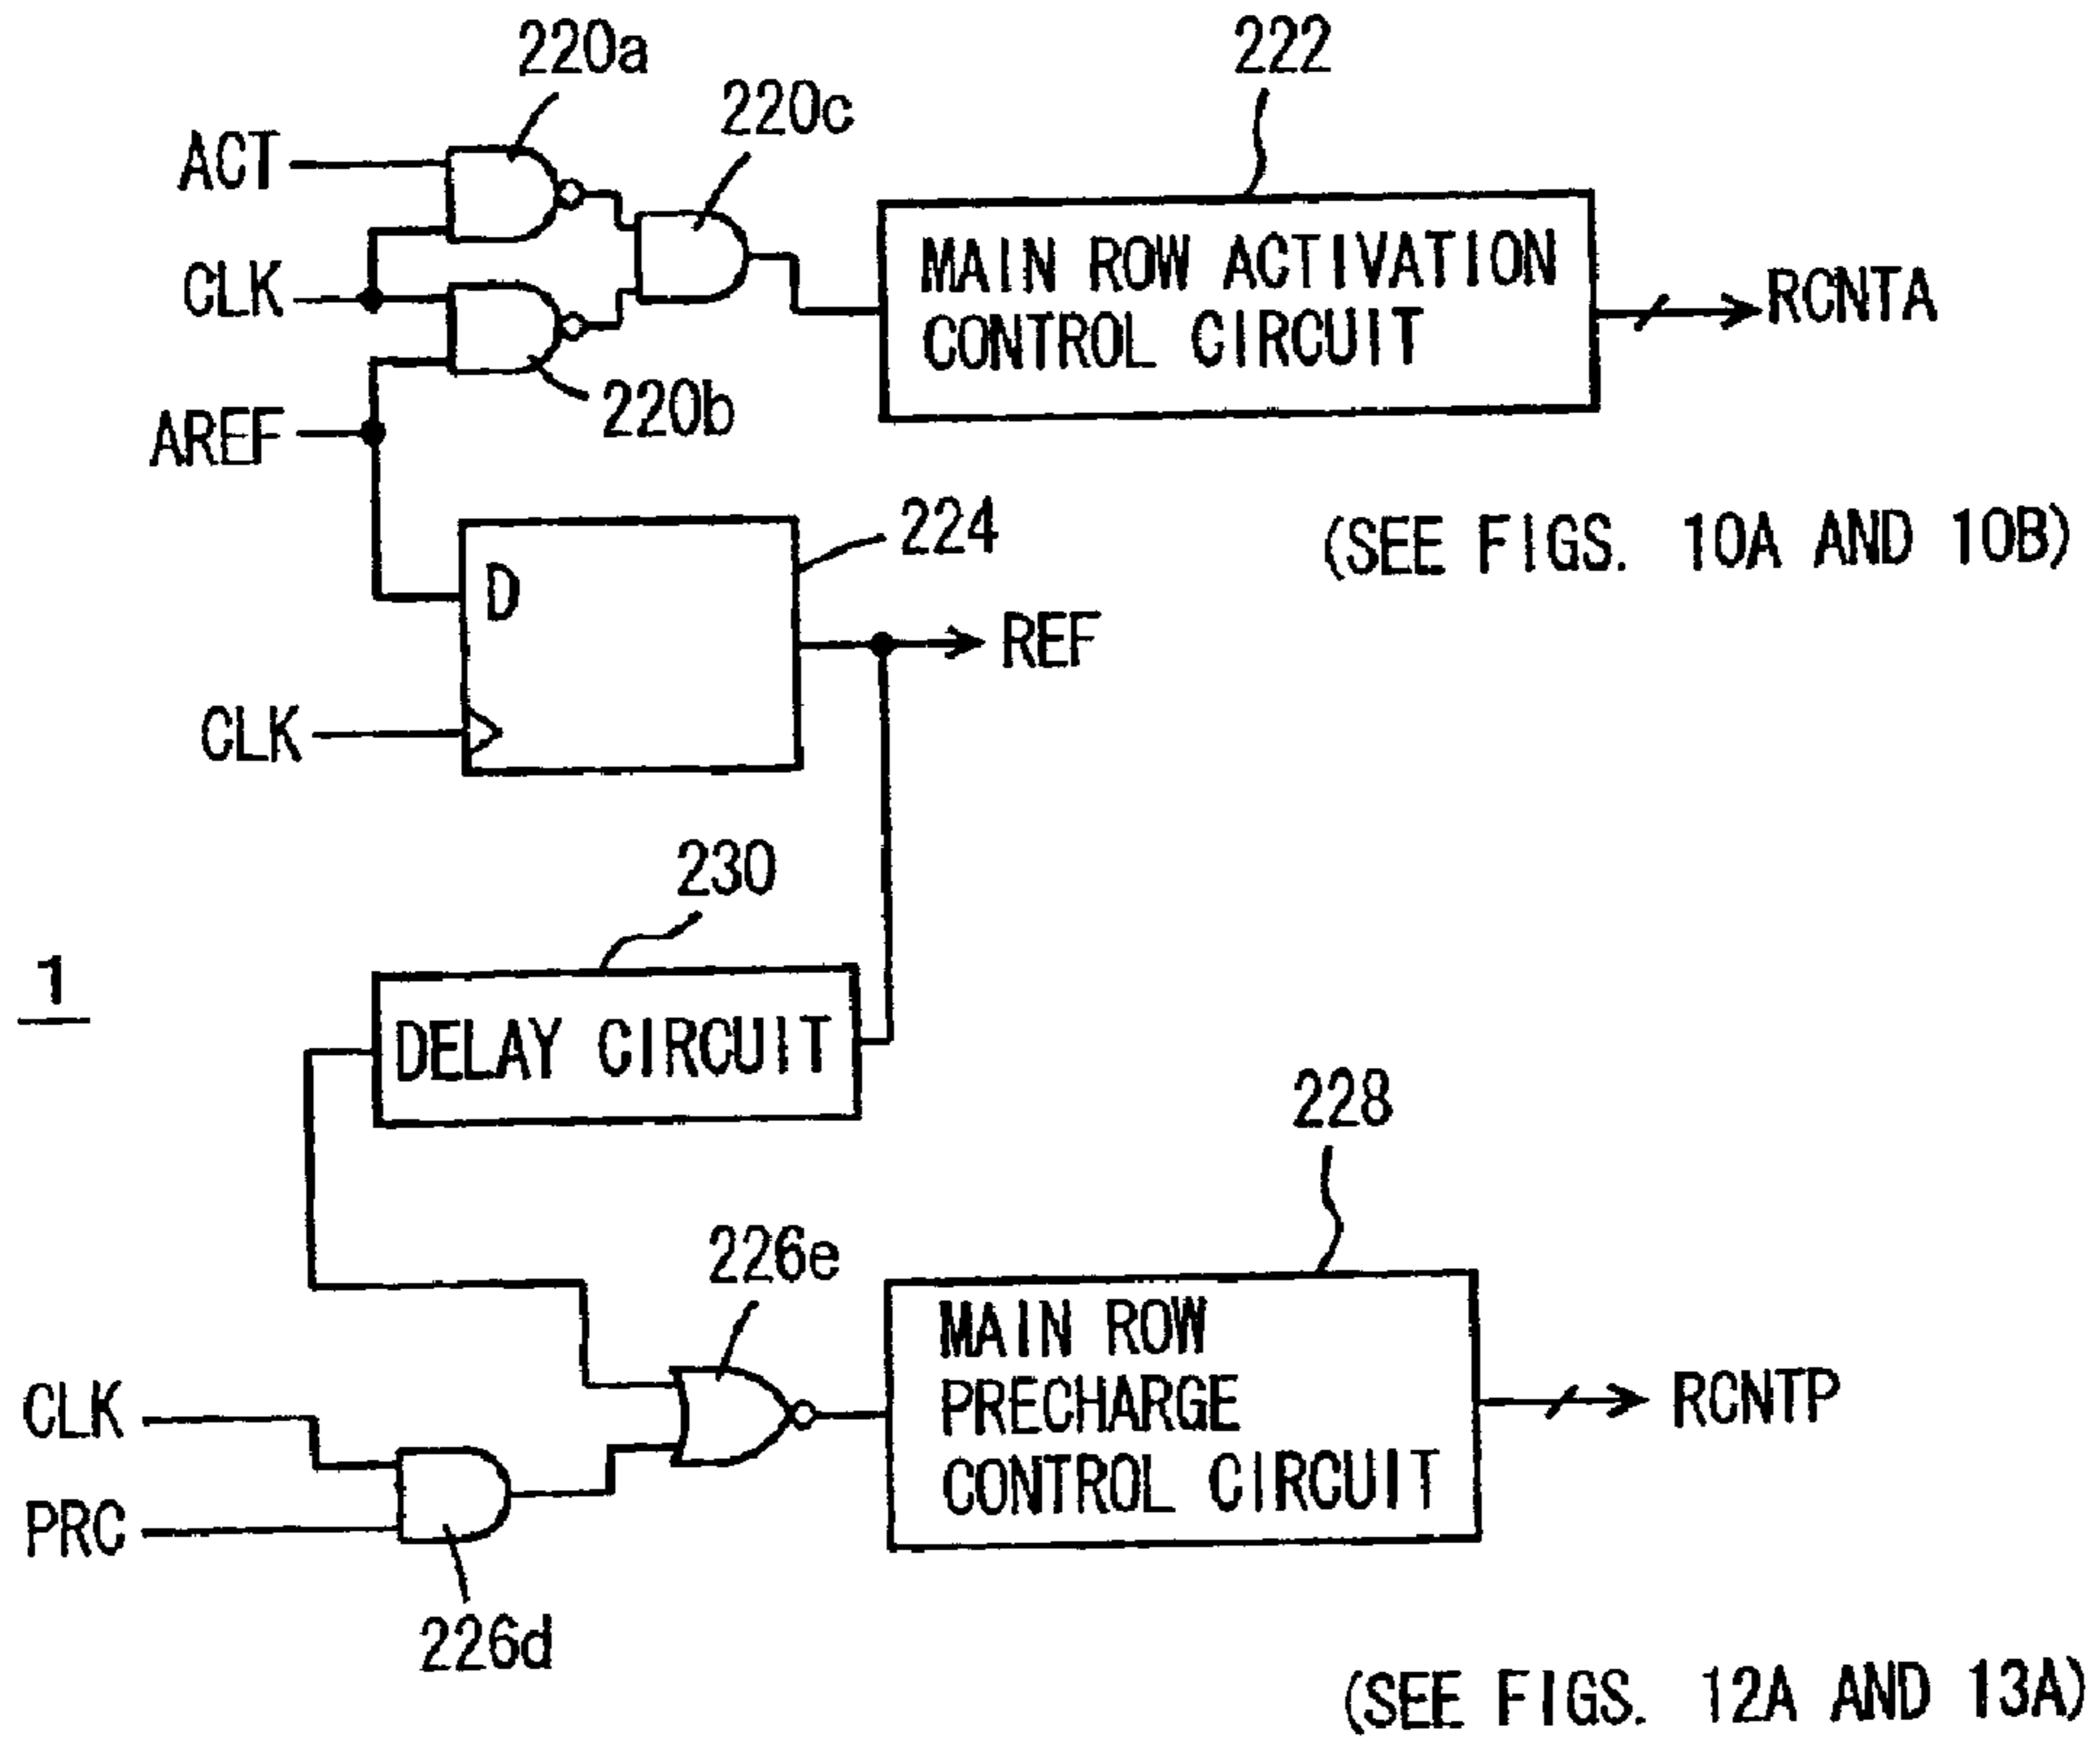 220a
222
220c
ACT
CLK
MAIN ROW ACTIVATION
CONTROL CIRCUIT
RCNTA
220b
AREF
224
(SEE FIGS. 10A AND 10B)
D
REF
CLK
230
1
DELAY CIRCUIT
228
226e
MAIN ROW
PRECHARGE
CONTROL CIRCUIT
RCNTP
CLK
PRC
226d
(SEE FIGS. 12A AND 13A)